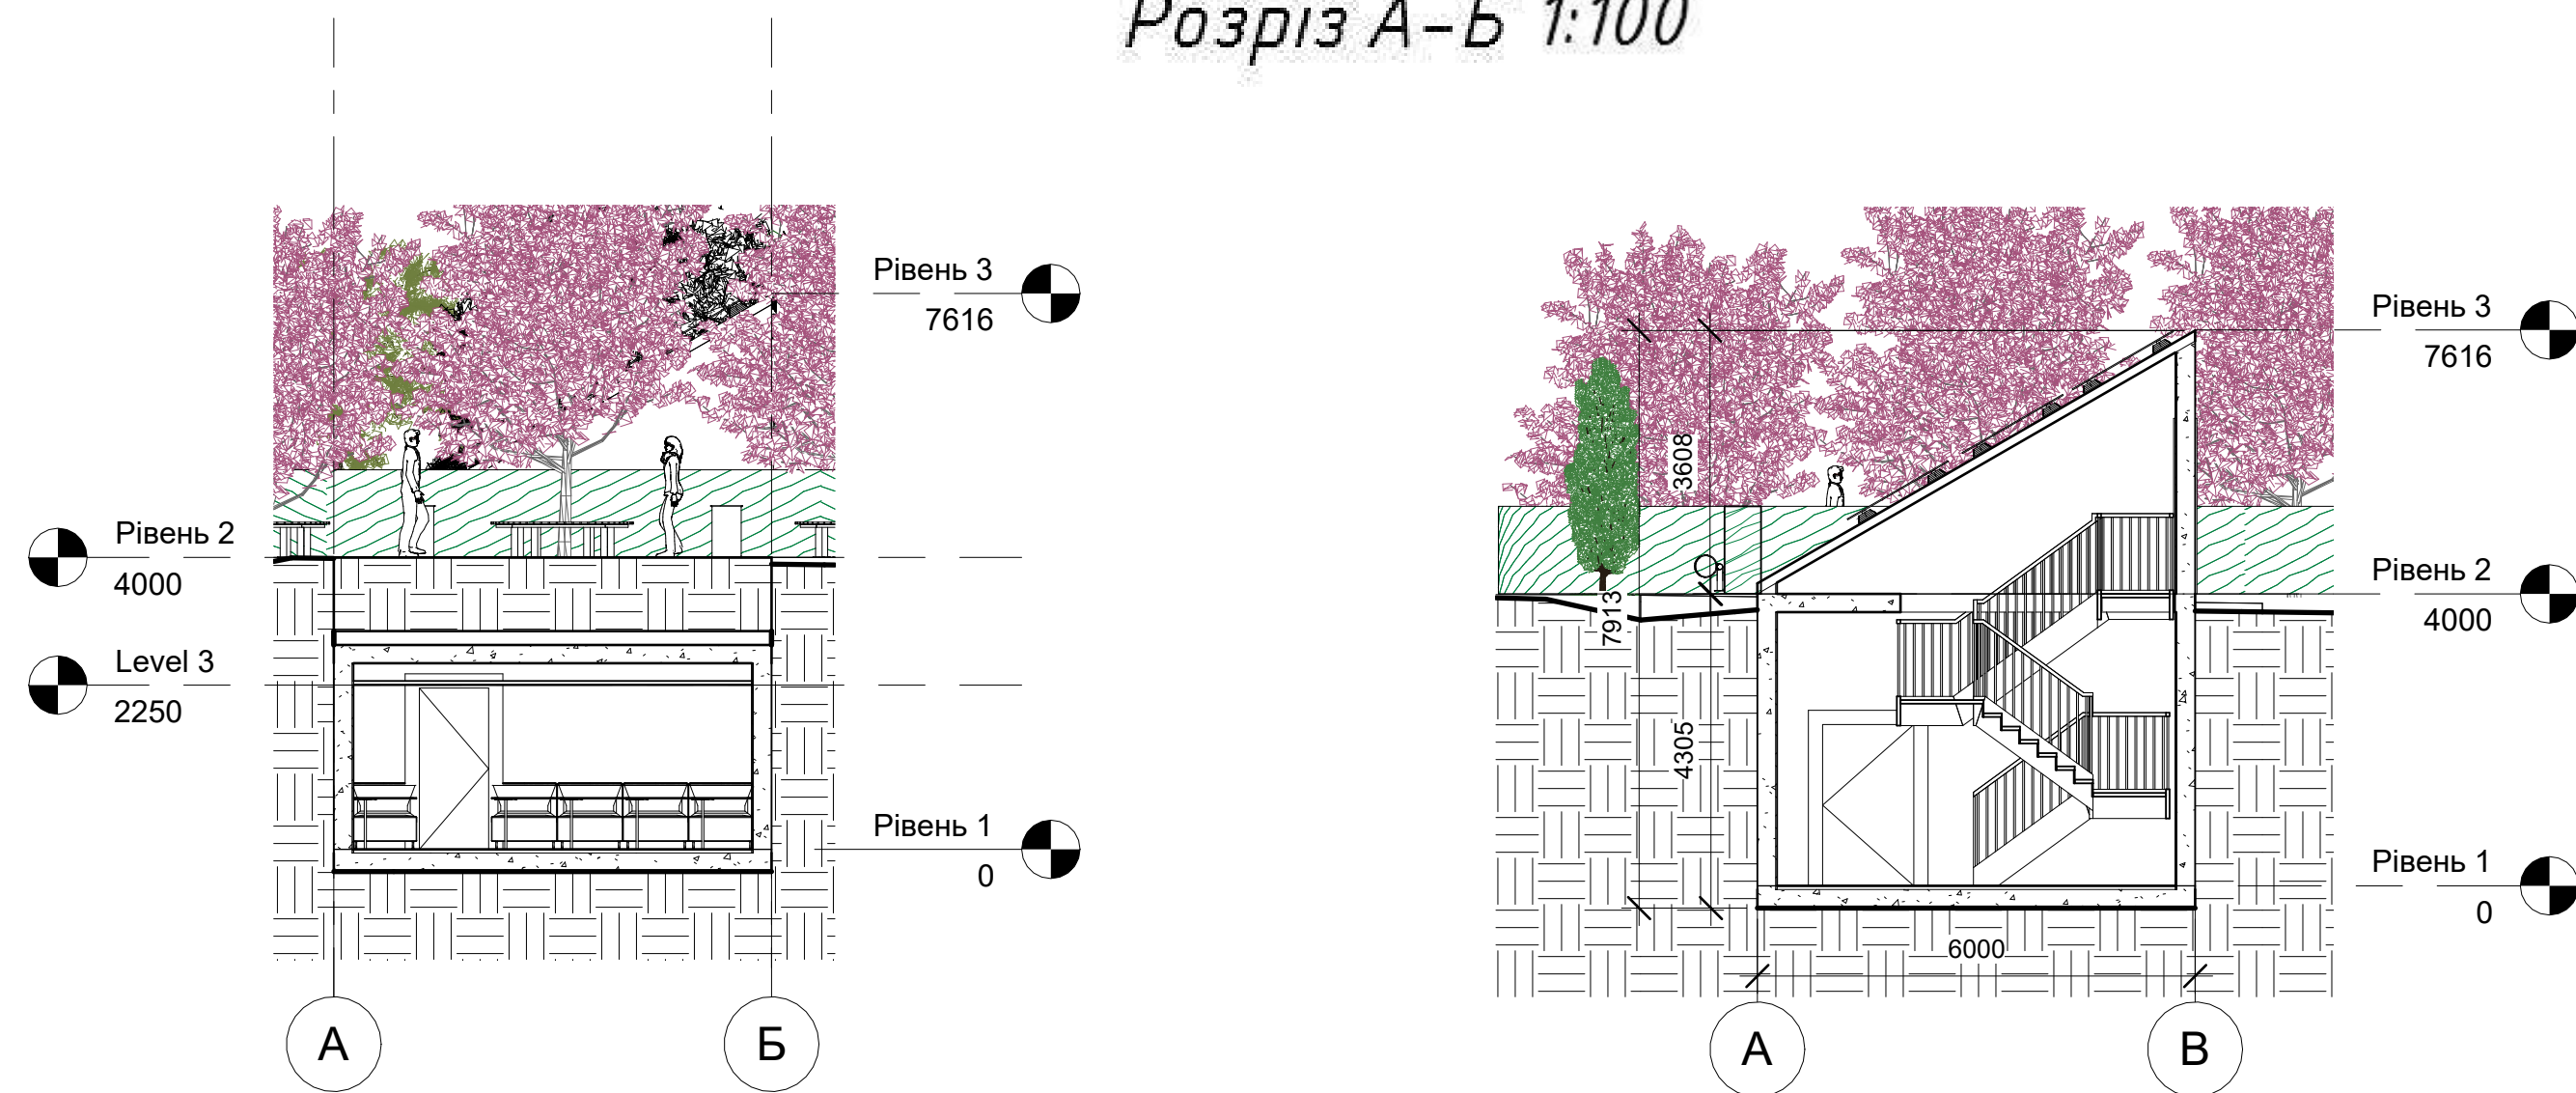 Розріз А-Б 1:100
Рівень 3
7616
Рівень 2
4000
Level 3
2250
Рівень 1
0
А
Б
Рівень 3
7616
3608
Рівень 2
4000
7913
4305
Рівень 1
0
6000
А
В